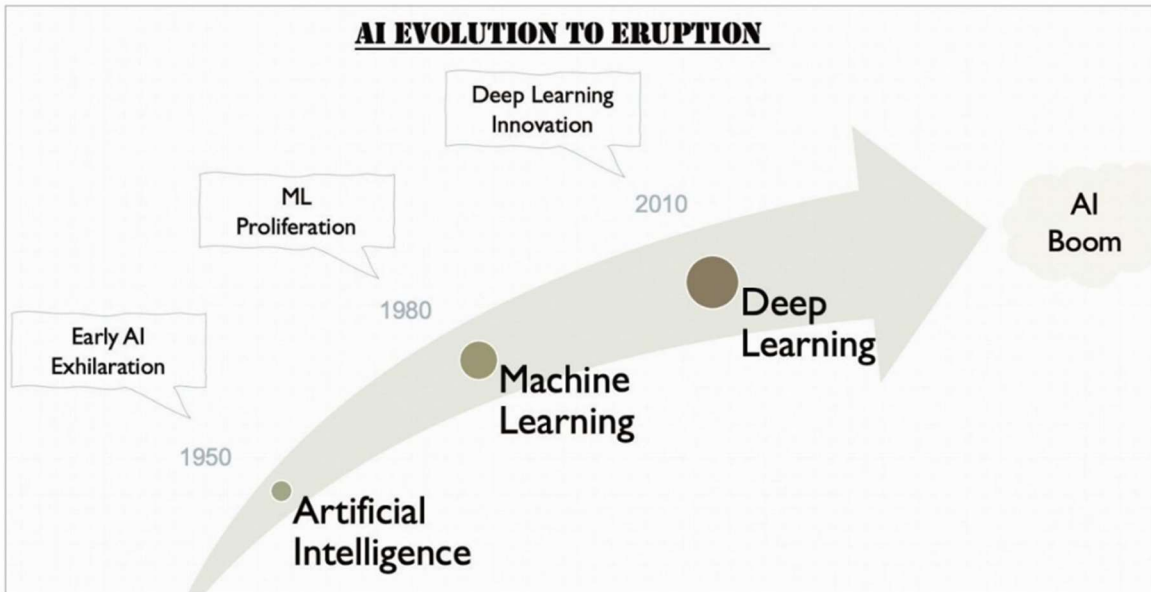 AI EVOLUTION TO ERUPTION
Deep Learning
Innovation
ML
Proliferation
Early AI
Exhilaration
2010
1980
1950
AI
Boom
Deep
Learning
Machine
Learning
Artificial
Intelligence